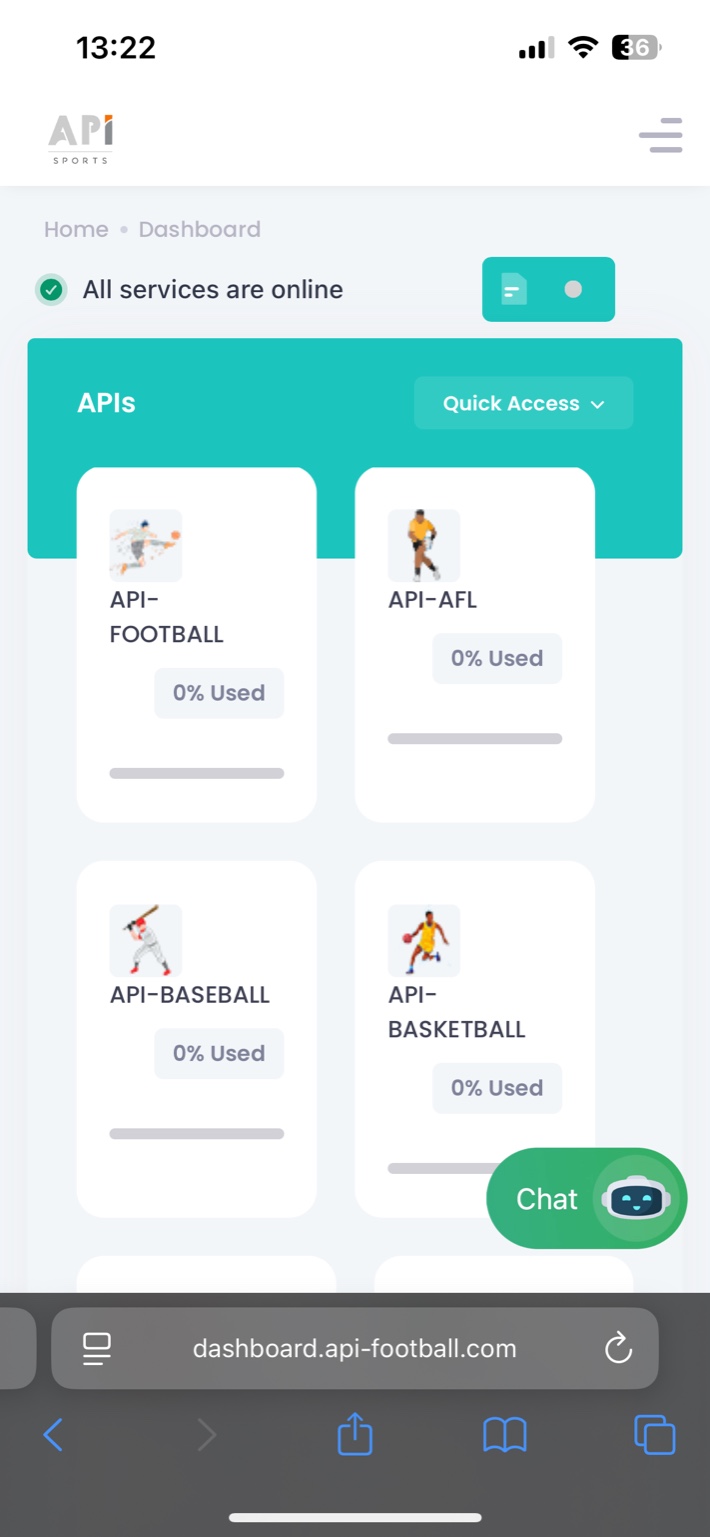 13:22
36
API
SPORTS
Home • Dashboard
All services are online
APIs
Quick Access
API-
FOOTBALL
0% Used
API-AFL
0% Used
API-BASEBALL
0% Used
API-
BASKETBALL
0% Used
Chat
dashboard.api-football.com